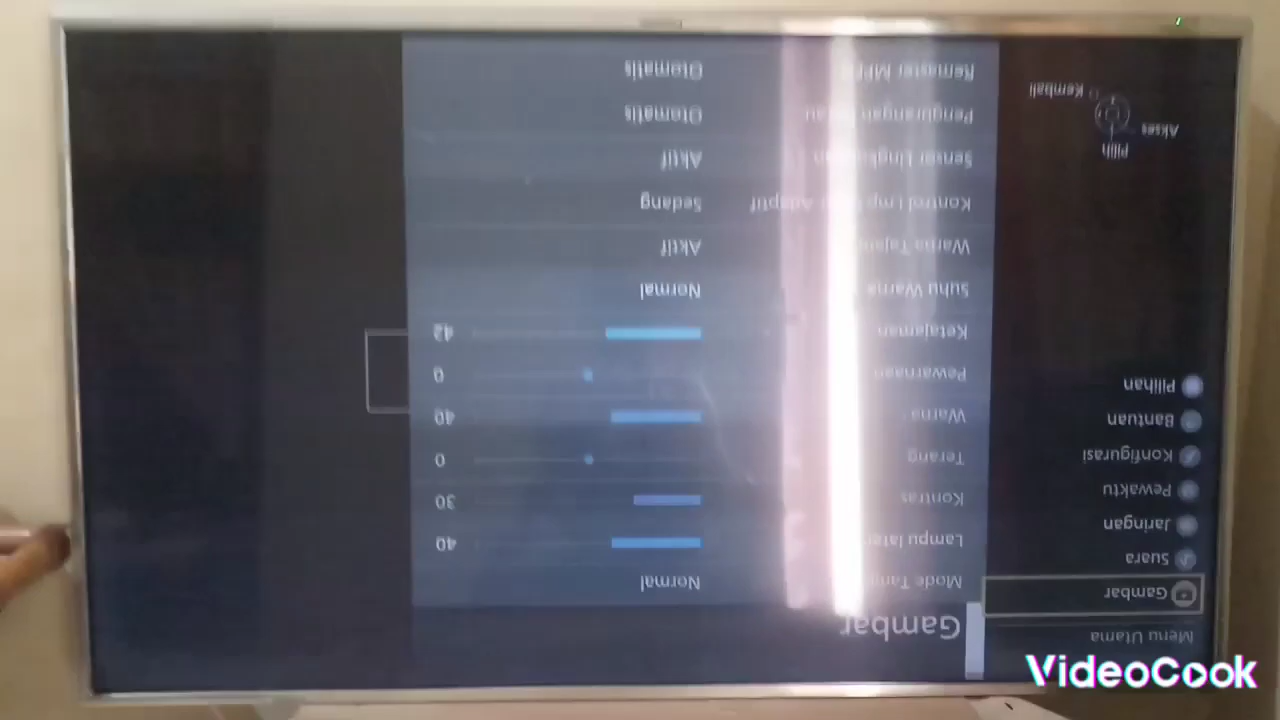 Menu Utama
Gambar
Suara
Jaringan
Pewaktu
Konfigurasi
Bantuan
Pilihan
Gambar
Mode Normal
Lampu 40
Kontras 30
Terang 0
Warna 40
Pewarnaan 0
Ketajaman 42
Suhu Warna Normal
Warna Aktif
Kontrol Lmp Adaptif Sedang
Sensor Aktif
Pengurangan Otomatis
Remaster Otomatis
Pilih
Akses
Kembali
VideoCook